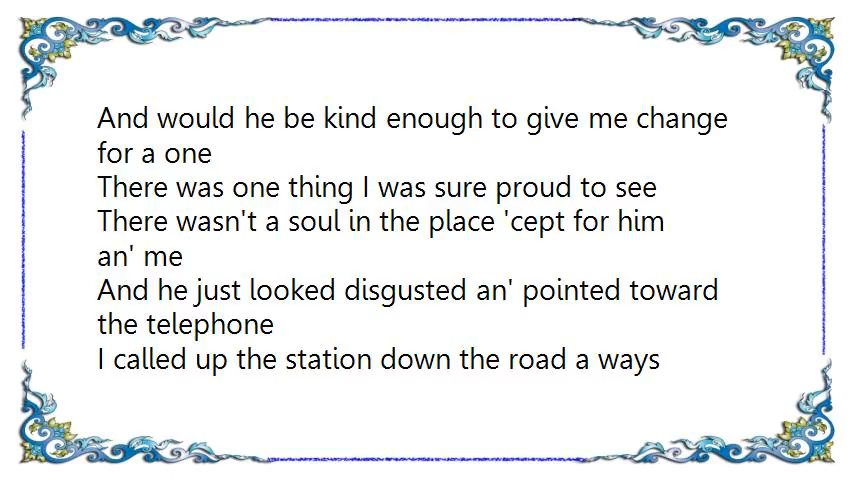 And would he be kind enough to give me change
for a one
There was one thing I was sure proud to see
There wasn't a soul in the place 'cept for him
an' me
And he just looked disgusted an' pointed toward
the telephone
I called up the station down the road a ways